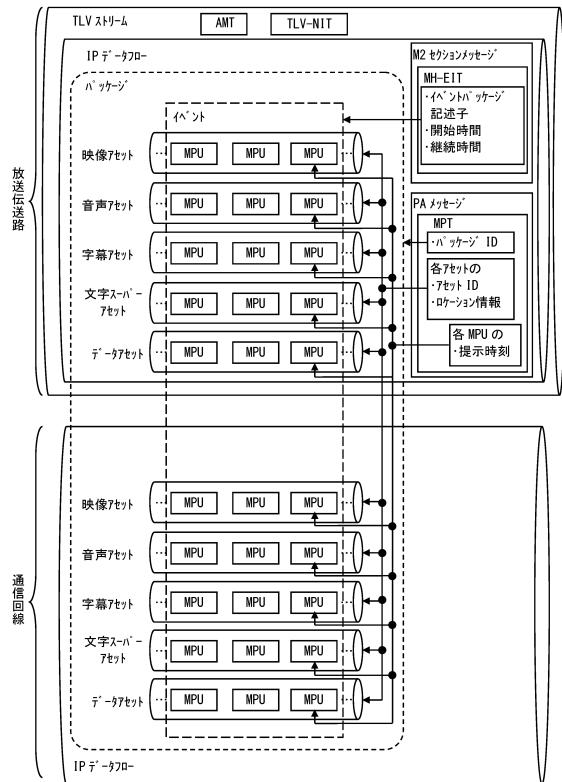 TLV ストリーム
AMT
TLV-NIT
IP データフロー
パッケージ
イベント
M2 セクションメッセージ
MH-EIT
・イベントパッケージ
記述子
・開始時間
・継続時間
PA メッセージ
MPT
・パッケージ ID
各アセットの
・アセット ID
・ロケーション情報
各 MPU の
・提示時刻
放送伝送路
映像アセット
… MPU MPU MPU …
音声アセット
… MPU MPU MPU …
字幕アセット
… MPU MPU MPU …
文字スーパー
アセット
… MPU MPU MPU …
データアセット
… MPU MPU MPU …
通信回線
映像アセット
… MPU MPU MPU …
音声アセット
… MPU MPU MPU …
字幕アセット
… MPU MPU MPU …
文字スーパー
アセット
… MPU MPU MPU …
データアセット
… MPU MPU MPU …
IP データフロー